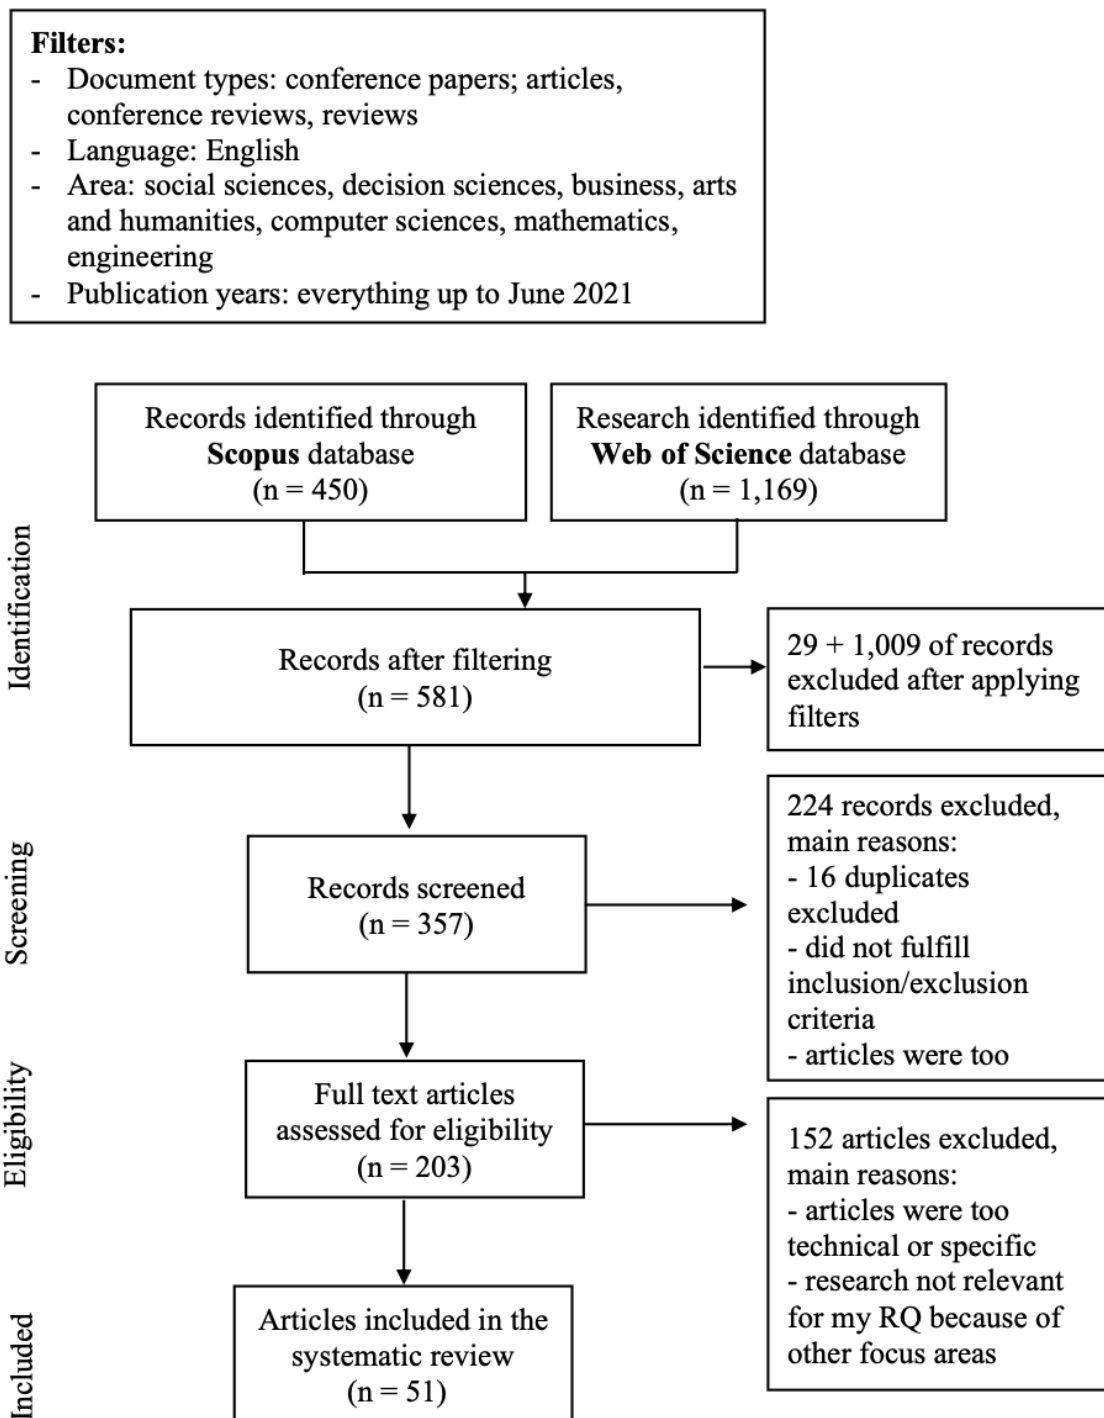 Filters:
- Document types: conference papers; articles,
conference reviews, reviews
- Language: English
- Area: social sciences, decision sciences, business, arts
and humanities, computer sciences, mathematics,
engineering
- Publication years: everything up to June 2021
Records identified through
Scopus database
(n = 450)
Research identified through
Web of Science database
(n = 1,169)
Identification
Records after filtering
(n = 581)
29 + 1,009 of records
excluded after applying
filters
Screening
Records screened
(n = 357)
224 records excluded,
main reasons:
- 16 duplicates
excluded
- did not fulfill
inclusion/exclusion
criteria
- articles were too
Eligibility
Full text articles
assessed for eligibility
(n = 203)
152 articles excluded,
main reasons:
- articles were too
technical or specific
- research not relevant
for my RQ because of
other focus areas
Included
Articles included in the
systematic review
(n = 51)